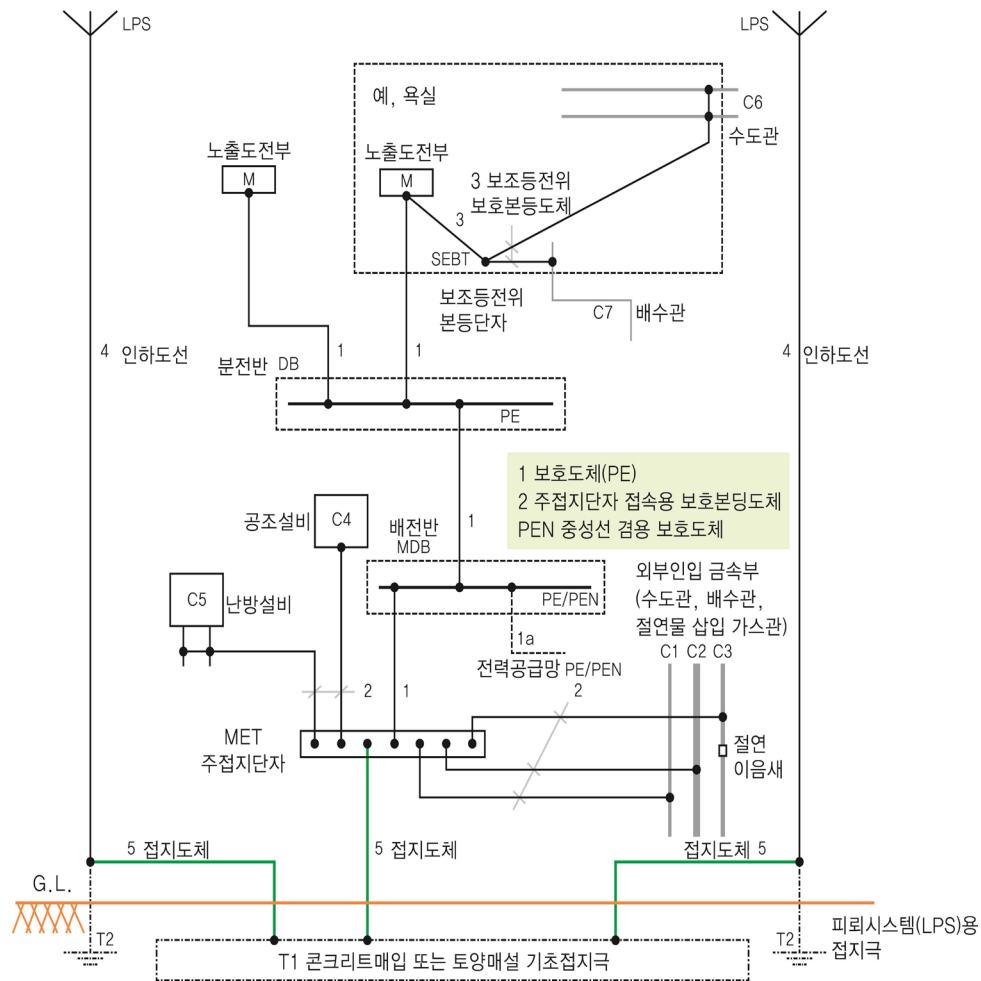 LPS
LPS
예, 욕실
C6
수도관
노출도전부
M
노출도전부
M
3 보조등전위
보호본등도체
3
SEBT
보조등전위
본등단자
C7
배수관
4 인하도선
4 인하도선
1
1
분전반 DB
PE
1 보호도체(PE)
2 주접지단자 접속용 보호본딩도체
PEN 중성선 겸용 보호도체
공조설비
C4
1
배전반
MDB
C5
난방설비
PE/PEN
외부인입 금속부
(수도관, 배수관,
절연물 삽입 가스관)
C1 C2 C3
1a
전력공급망 PE/PEN
2
1
2
MET
주접지단자
절연
이음새
5 접지도체
5 접지도체
접지도체 5
G.L.
T2
T2
피뢰시스템(LPS)용
접지극
T1 콘크리트매입 또는 토양매설 기초접지극